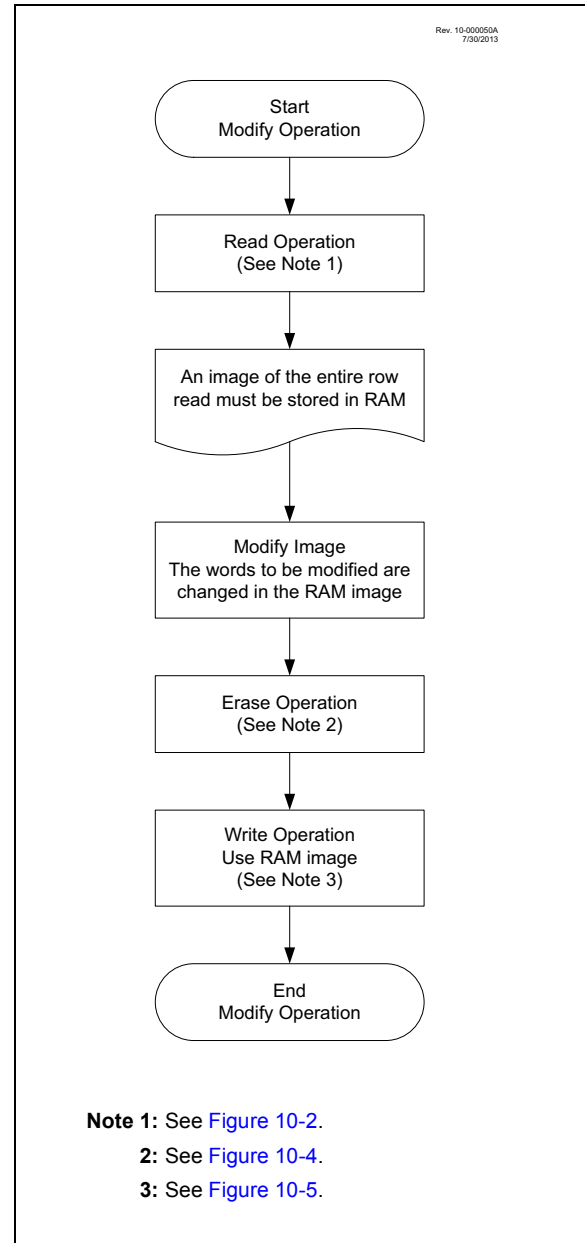 Rev. 10-000050A
7/30/2013
Start
Modify Operation
Read Operation
(See Note 1)
An image of the entire row
read must be stored in RAM
Modify Image
The words to be modified are
changed in the RAM image
Erase Operation
(See Note 2)
Write Operation
Use RAM image
(See Note 3)
End
Modify Operation
Note 1: See Figure 10-2.
2: See Figure 10-4.
3: See Figure 10-5.